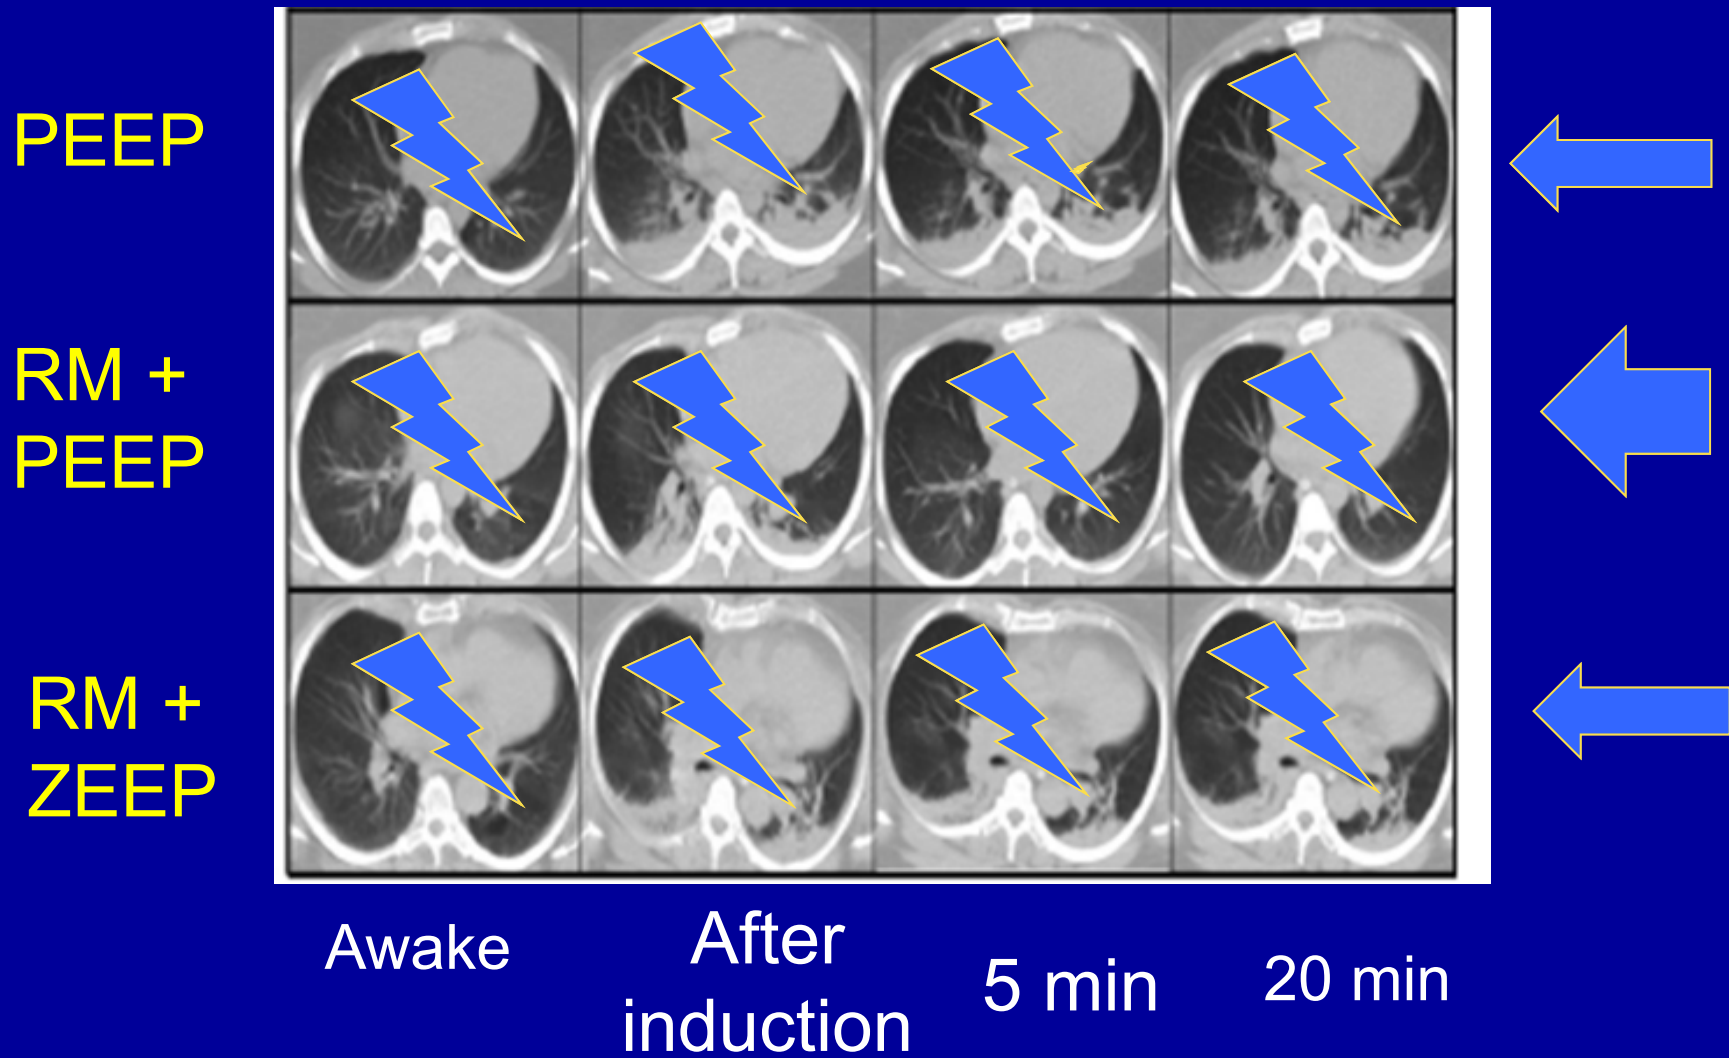 PEEP
RM +
PEEP
RM +
ZEEP
Awake
After
induction
5 min
20 min